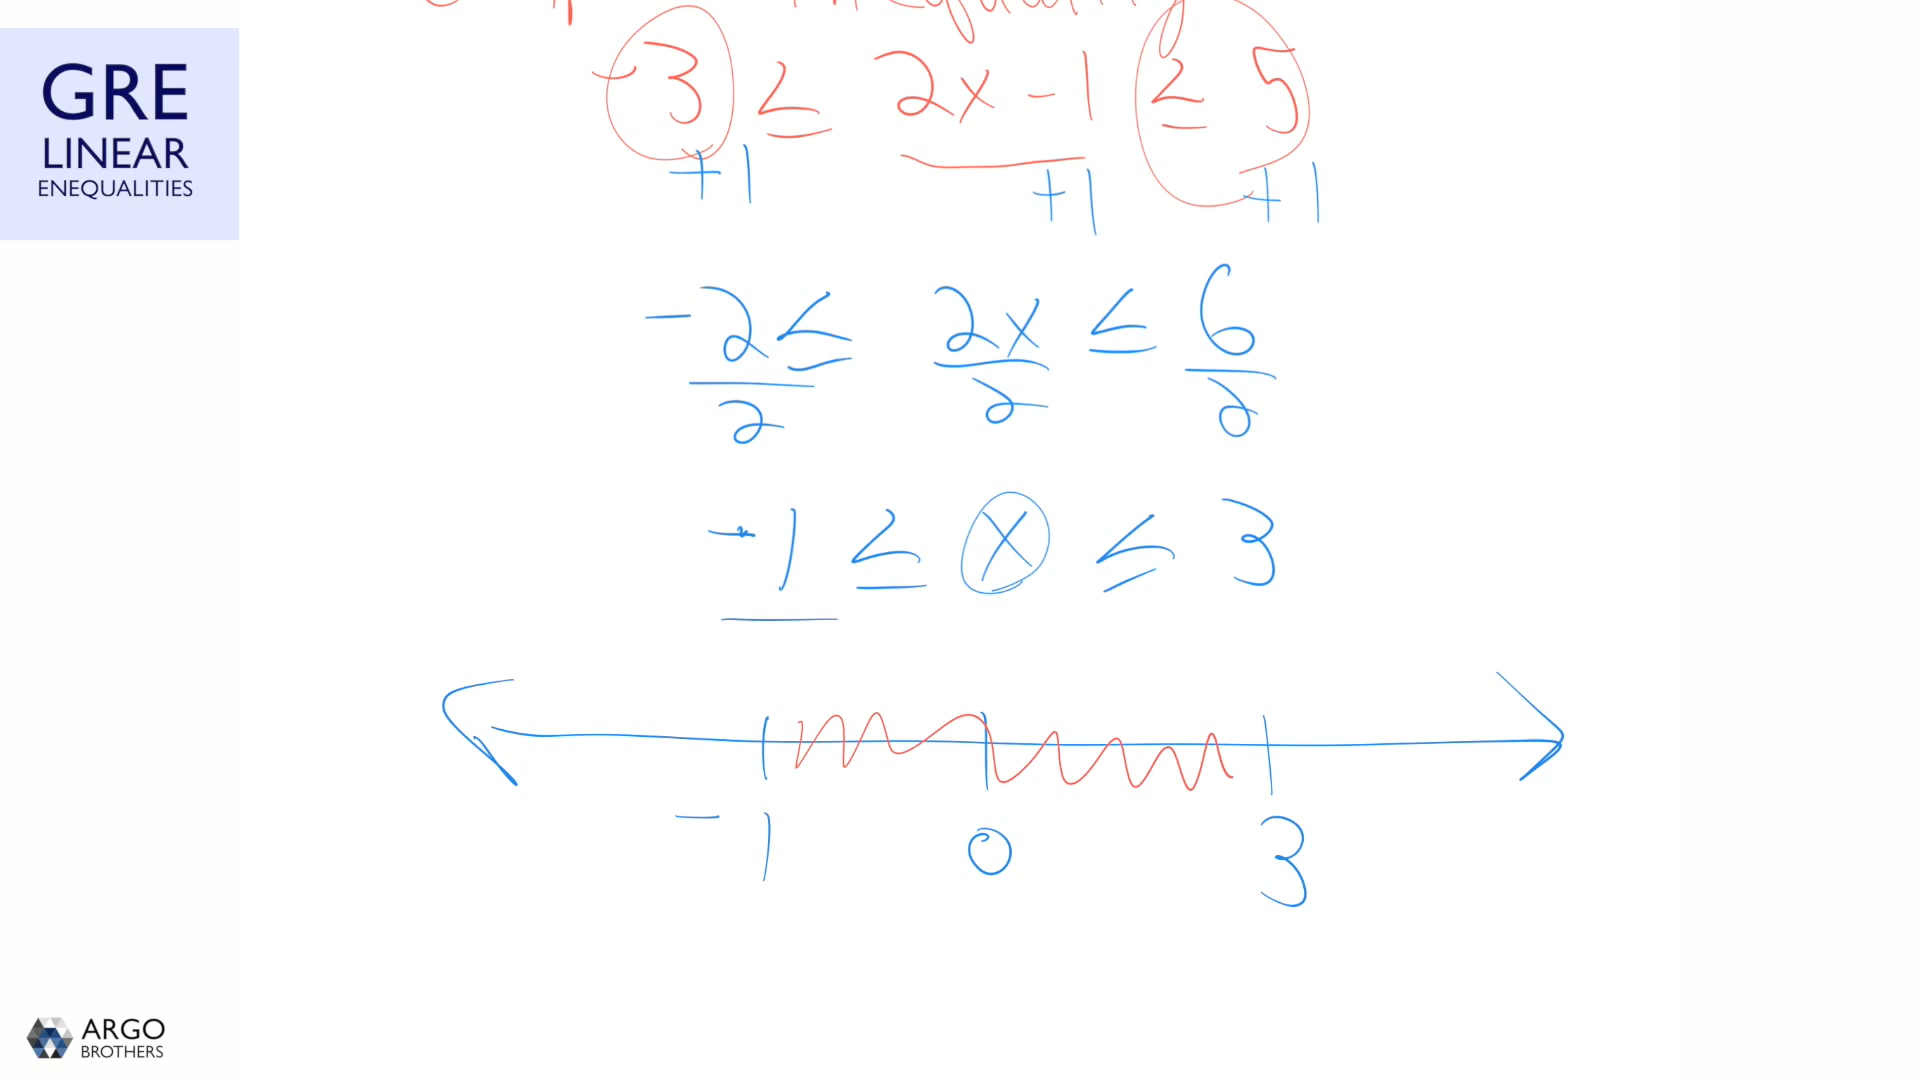 GRE
LINEAR
ENEQUALITIES
inequality
-3 ≤ 2x - 1 ≤ 5
+1 +1 +1
-2 ≤ 2x ≤ 6
2 2 2
-1 ≤ x ≤ 3
-1 0 3
ARGO
BROTHERS